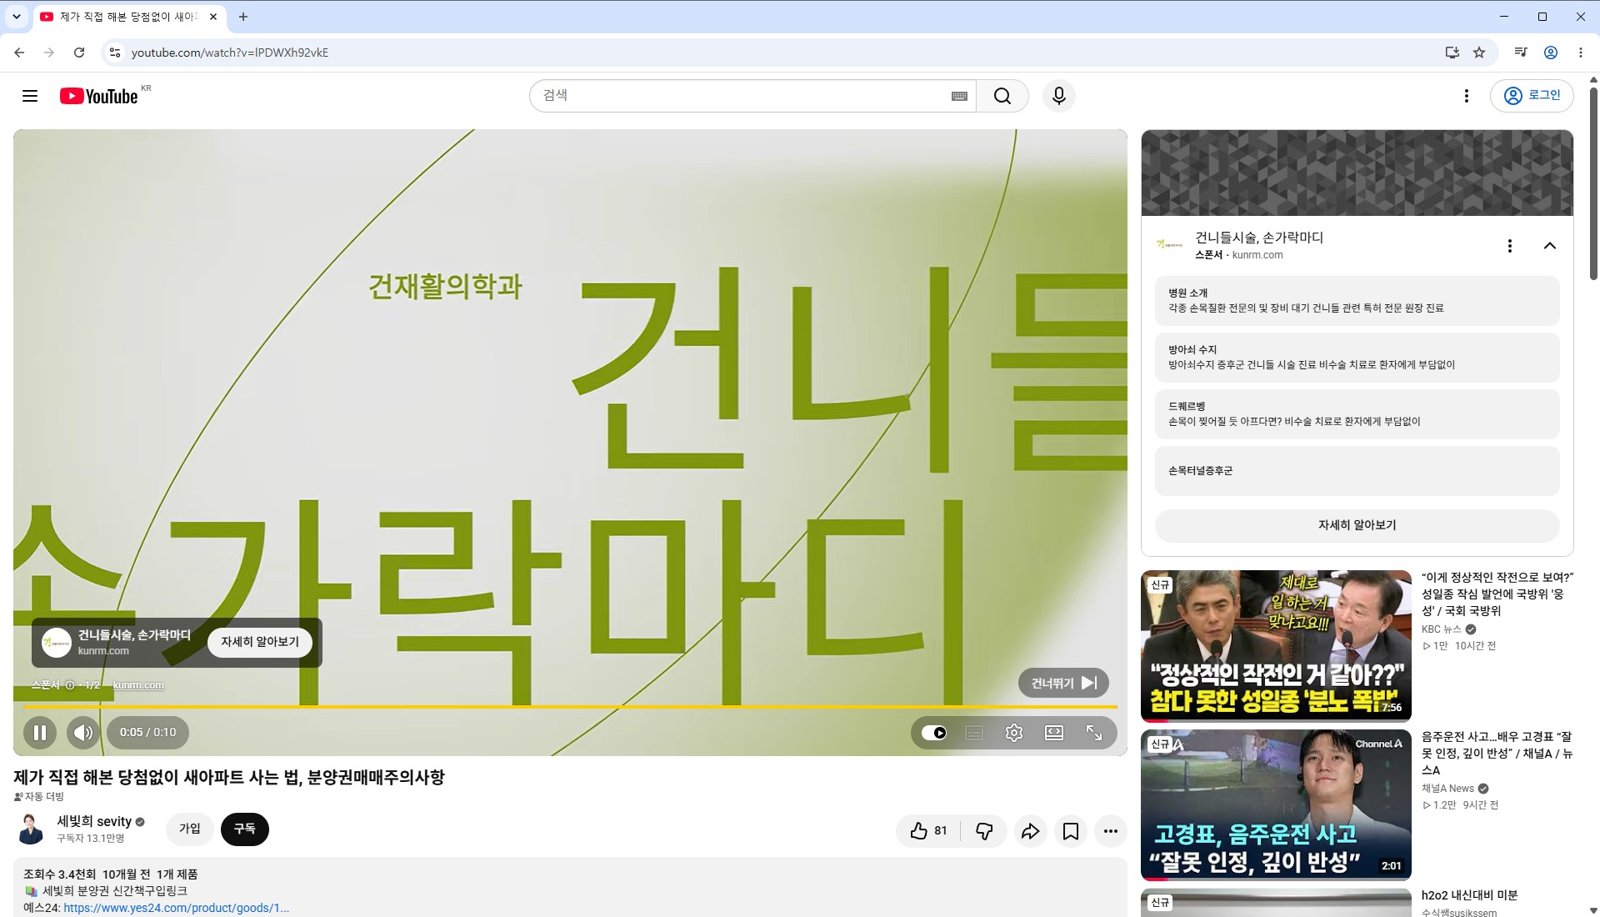 제가 직접 해본 당첨없이 새아파
youtube.com/watch?v=lPDWXh92vkE
YouTube KR
검색
로그인
건재활의학과
건니들
손가락마디
건니들시술, 손가락마디
kunrm.com
자세히 알아보기
스폰서 · 1/2 kunrm.com
건너뛰기
0:05 / 0:10
제가 직접 해본 당첨없이 새아파트 사는 법, 분양권매매주의사항
자동 더빙
세빛희 sevity
구독자 13.1만명
가입
구독
81
조회수 3.4천회 10개월 전 1개 제품
세빛희 분양권 신간책구입링크
예스24: https://www.yes24.com/product/goods/1...
건니들시술, 손가락마디
스폰서 · kunrm.com
병원 소개
각종 손목질환 전문의 및 장비 대기 건니들 관련 특허 전문 원장 진료
방아쇠 수지
방아쇠수지 증후군 건니들 시술 진료 비수술 치료로 환자에게 부담없이
드퀘르벵
손목이 찢어질 듯 아프다면? 비수술 치료로 환자에게 부담없이
손목터널증후군
자세히 알아보기
신규
제대로
일 하는 거
맞냐고요!!!
“정상적인 작전인 거 같아??”
참다 못한 성일종 ‘분노 폭발’
7:56
“이게 정상적인 작전으로 보여?”
성일종 작심 발언에 국방위 '웅
성' / 국회 국방위
KBC 뉴스
1만 10시간 전
신규
Channel A
고경표, 음주운전 사고
“잘못 인정, 깊이 반성”
2:01
음주운전 사고…배우 고경표 “잘
못 인정, 깊이 반성” / 채널A / 뉴
스A
채널A News
1.2만 9시간 전
신규
h2o2 내신대비 미분
수식쌤susikssem